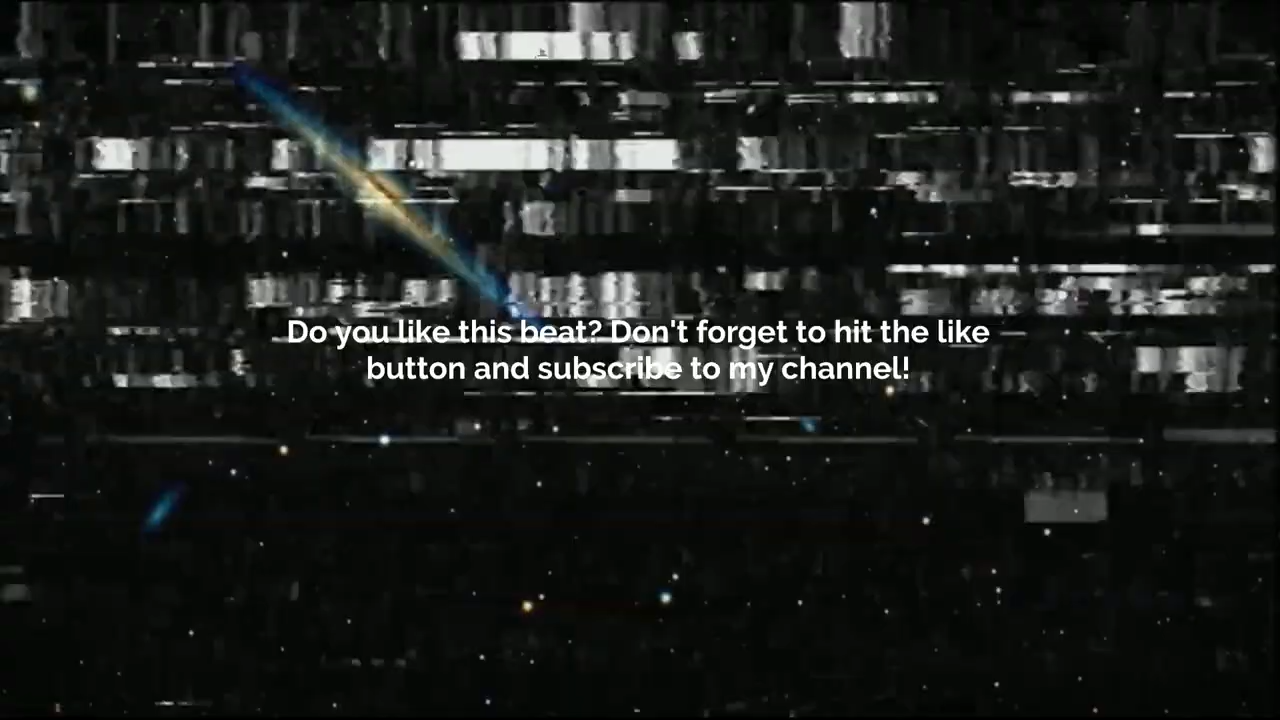 Do you like this beat? Don't forget to hit the like
button and subscribe to my channel!